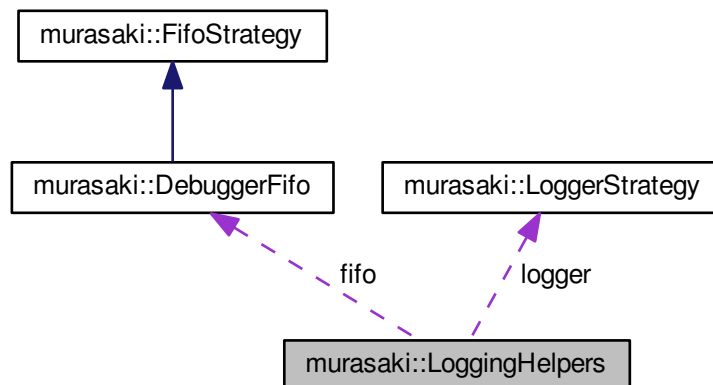 murasaki::FifoStrategy
murasaki::DebuggerFifo
murasaki::LoggerStrategy
fifo
logger
murasaki::LoggingHelpers